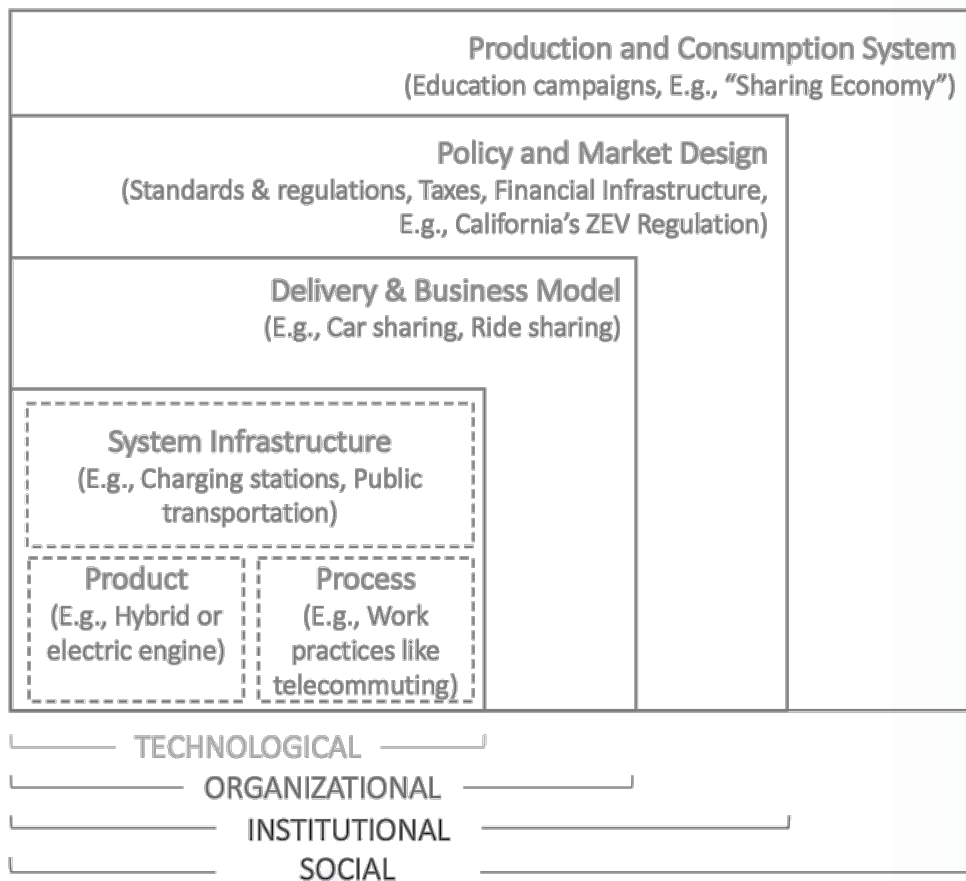 Production and Consumption System
(Education campaigns, E.g., “Sharing Economy”)
Policy and Market Design
(Standards & regulations, Taxes, Financial Infrastructure,
E.g., California’s ZEV Regulation)
Delivery & Business Model
(E.g., Car sharing, Ride sharing)
System Infrastructure
(E.g., Charging stations, Public
transportation)
Product
(E.g., Hybrid or
electric engine)
Process
(E.g., Work
practices like
telecommuting)
TECHNOLOGICAL
ORGANIZATIONAL
INSTITUTIONAL
SOCIAL